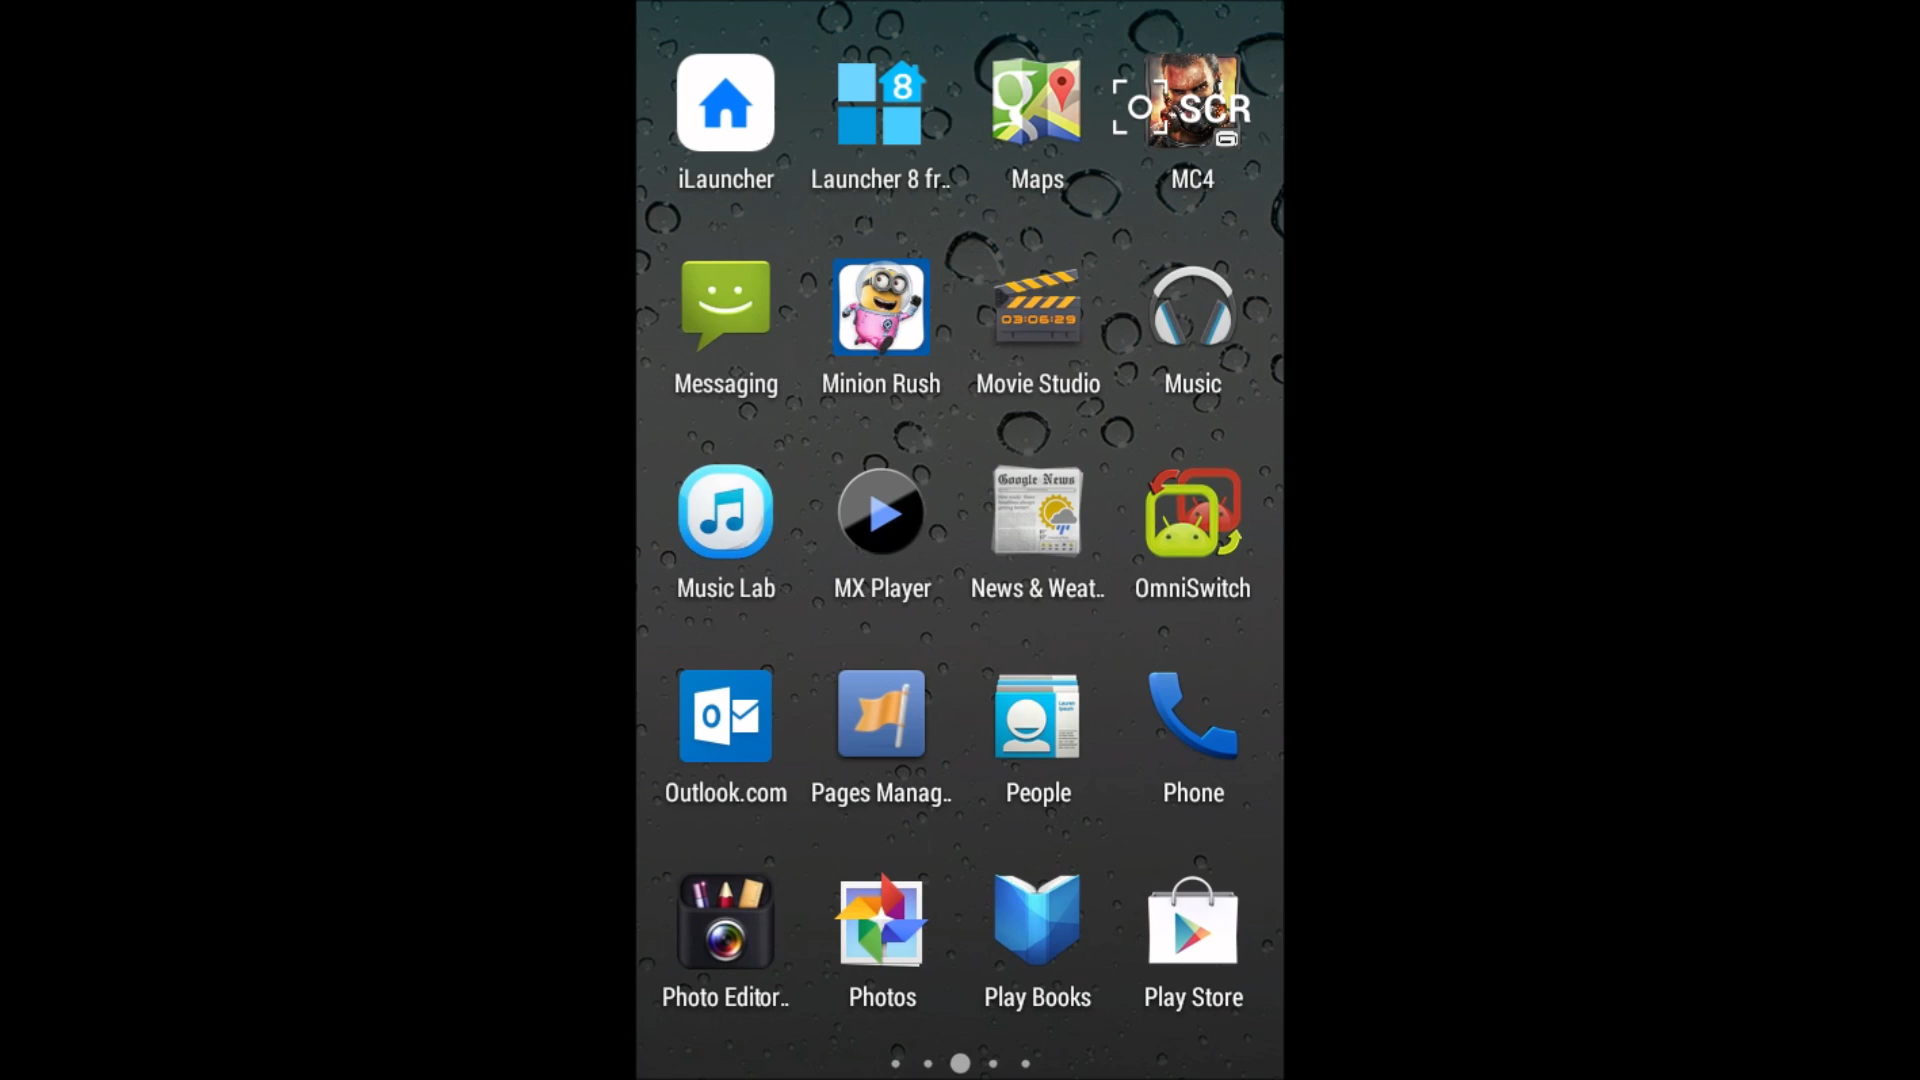 8
SCR
iLauncher
Launcher 8 fr..
Maps
MC4
03:06:29
Messaging
Minion Rush
Movie Studio
Music
Google News
Music Lab
MX Player
News & Weat..
OmniSwitch
Outlook.com
Pages Manag..
People
Phone
Photo Editor..
Photos
Play Books
Play Store